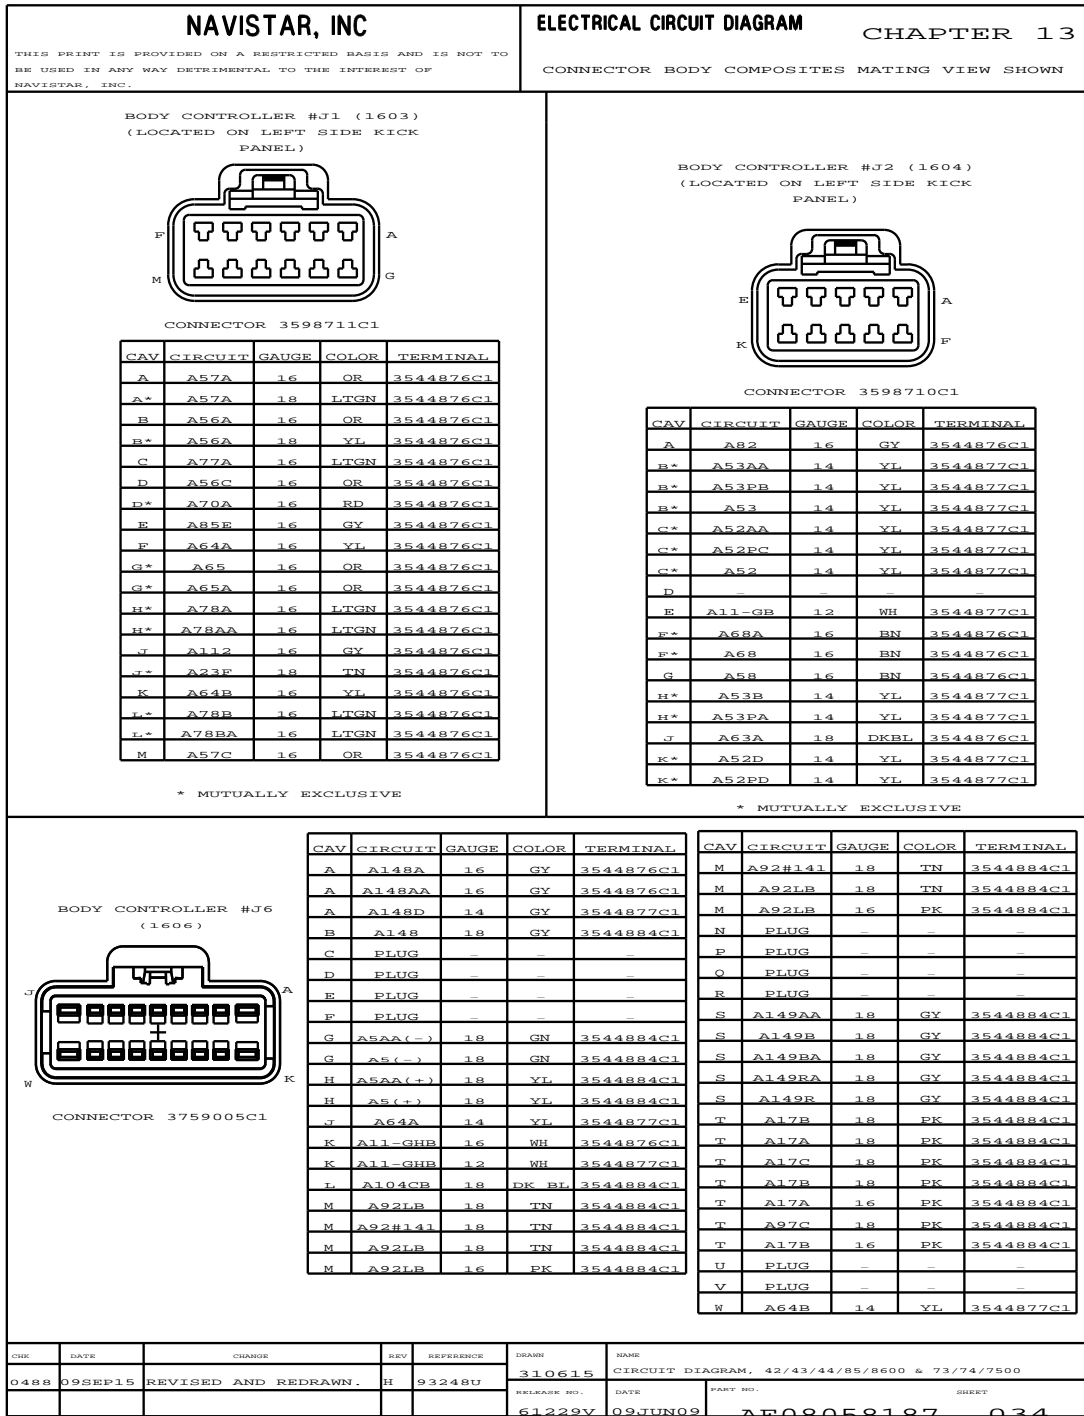 NAVISTAR, INC
THIS PRINT IS PROVIDED ON A RESTRICTED BASIS AND IS NOT TO
BE USED IN ANY WAY DETRIMENTAL TO THE INTEREST OF
NAVISTAR, INC.
ELECTRICAL CIRCUIT DIAGRAM
CHAPTER 13
CONNECTOR BODY COMPOSITES MATING VIEW SHOWN
BODY CONTROLLER #J1 (1603)
(LOCATED ON LEFT SIDE KICK
PANEL)
F A
M G
CONNECTOR 3598711C1
CAV CIRCUIT GAUGE COLOR TERMINAL
A A57A 16 OR 3544876C1
A* A57A 18 LTGN 3544876C1
B A56A 16 OR 3544876C1
B* A56A 18 YL 3544876C1
C A77A 16 LTGN 3544876C1
D A56C 16 OR 3544876C1
D* A70A 16 RD 3544876C1
E A85E 16 GY 3544876C1
F A64A 16 YL 3544876C1
G* A65 16 OR 3544876C1
G* A65A 16 OR 3544876C1
H* A78A 16 LTGN 3544876C1
H* A78AA 16 LTGN 3544876C1
J A112 16 GY 3544876C1
J* A23F 18 TN 3544876C1
K A64B 16 YL 3544876C1
L* A78B 16 LTGN 3544876C1
L* A78BA 16 LTGN 3544876C1
M A57C 16 OR 3544876C1
* MUTUALLY EXCLUSIVE
BODY CONTROLLER #J2 (1604)
(LOCATED ON LEFT SIDE KICK
PANEL)
E A
K F
CONNECTOR 3598710C1
CAV CIRCUIT GAUGE COLOR TERMINAL
A A82 16 GY 3544876C1
B* A53AA 14 YL 3544877C1
B* A53PB 14 YL 3544877C1
B* A53 14 YL 3544877C1
C* A52AA 14 YL 3544877C1
C* A52PC 14 YL 3544877C1
C* A52 14 YL 3544877C1
D – – – –
E A11-GB 12 WH 3544877C1
F* A68A 16 BN 3544876C1
F* A68 16 BN 3544876C1
G A58 16 BN 3544876C1
H* A53B 14 YL 3544877C1
H* A53PA 14 YL 3544877C1
J A63A 18 DKBL 3544876C1
K* A52D 14 YL 3544877C1
K* A52PD 14 YL 3544877C1
* MUTUALLY EXCLUSIVE
BODY CONTROLLER #J6
(1606)
J A
W K
CONNECTOR 3759005C1
CAV CIRCUIT GAUGE COLOR TERMINAL
A A148A 16 GY 3544876C1
A A148AA 16 GY 3544876C1
A A148D 14 GY 3544877C1
B A148 18 GY 3544884C1
C PLUG – – –
D PLUG – – –
E PLUG – – –
F PLUG – – –
G A5AA(-) 18 GN 3544884C1
G A5(-) 18 GN 3544884C1
H A5AA(+) 18 YL 3544884C1
H A5(+) 18 YL 3544884C1
J A64A 14 YL 3544877C1
K A11-GHB 16 WH 3544876C1
K A11-GHB 12 WH 3544877C1
L A104CB 18 DK BL 3544884C1
M A92LB 18 TN 3544884C1
M A92#141 18 TN 3544884C1
M A92LB 18 TN 3544884C1
M A92LB 16 PK 3544884C1
CAV CIRCUIT GAUGE COLOR TERMINAL
M A92#141 18 TN 3544884C1
M A92LB 18 TN 3544884C1
M A92LB 16 PK 3544884C1
N PLUG – – –
P PLUG – – –
Q PLUG – – –
R PLUG – – –
S A149AA 18 GY 3544884C1
S A149B 18 GY 3544884C1
S A149BA 18 GY 3544884C1
S A149RA 18 GY 3544884C1
S A149R 18 GY 3544884C1
T A17B 18 PK 3544884C1
T A17A 18 PK 3544884C1
T A17C 18 PK 3544884C1
T A17B 18 PK 3544884C1
T A17A 16 PK 3544884C1
T A97C 18 PK 3544884C1
T A17B 16 PK 3544884C1
U PLUG – – –
V PLUG – – –
W A64B 14 YL 3544877C1
CHK DATE CHANGE REV REFERENCE
0488 09SEP15 REVISED AND REDRAWN. H 93248U
DRAWN
310615
NAME
CIRCUIT DIAGRAM, 42/43/44/85/8600 & 73/74/7500
RELEASE NO.
61229V
DATE
09JUN09
PART NO. SHEET
AE08058187 034